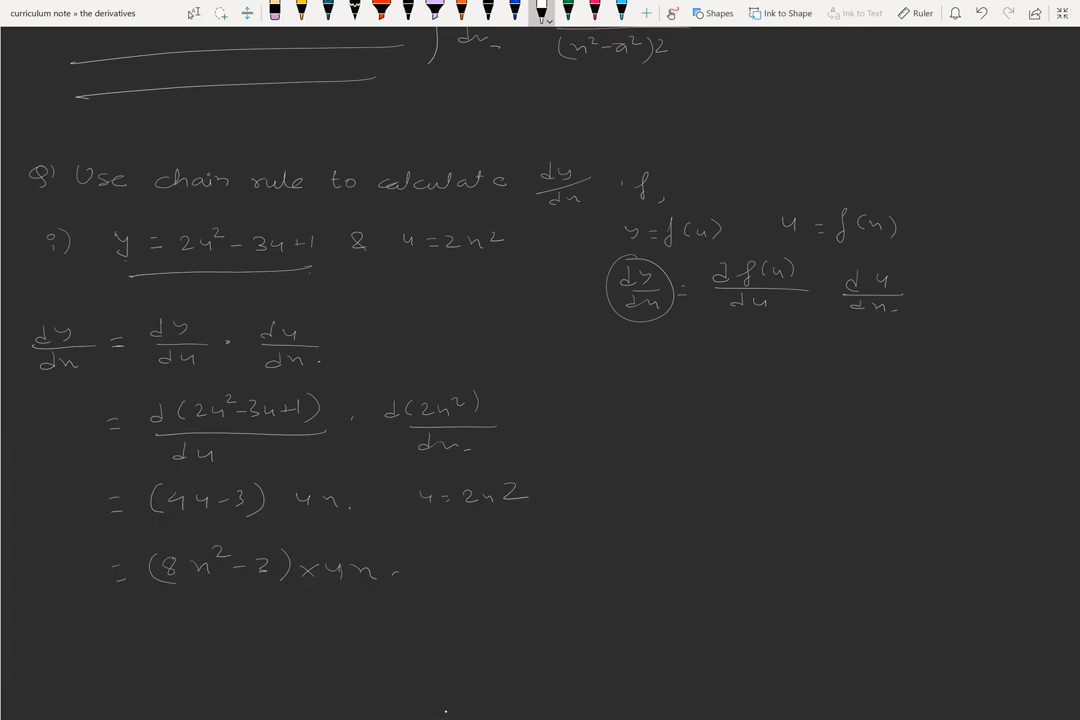 curriculum note » the derivatives
Shapes Ink to Shape Ink to Text Ruler
) dx (x²-a²)2
Q) Use chain rule to calculate dy/dx if,
y=f(u) u=f(x)
i) y = 2u²-3u+1 & u=2x²
dy/dx = d f(u)/du du/dx.
dy/dx = dy/du · du/dx.
= d(2u²-3u+1)/du · d(2x²)/dx
= (4u-3) 4x. u=2x2
= (8x²-3)×4x.